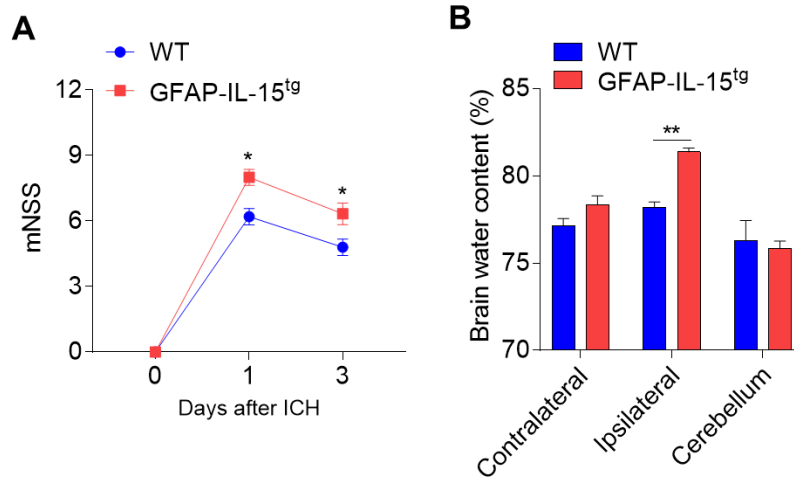 A
WT
GFAP-IL-15tg
12
9
6
3
0
mNSS
*
*
0
1
3
Days after ICH
B
WT
GFAP-IL-15tg
85
80
75
70
Brain water content (%)
**
Contralateral
Ipsilateral
Cerebellum